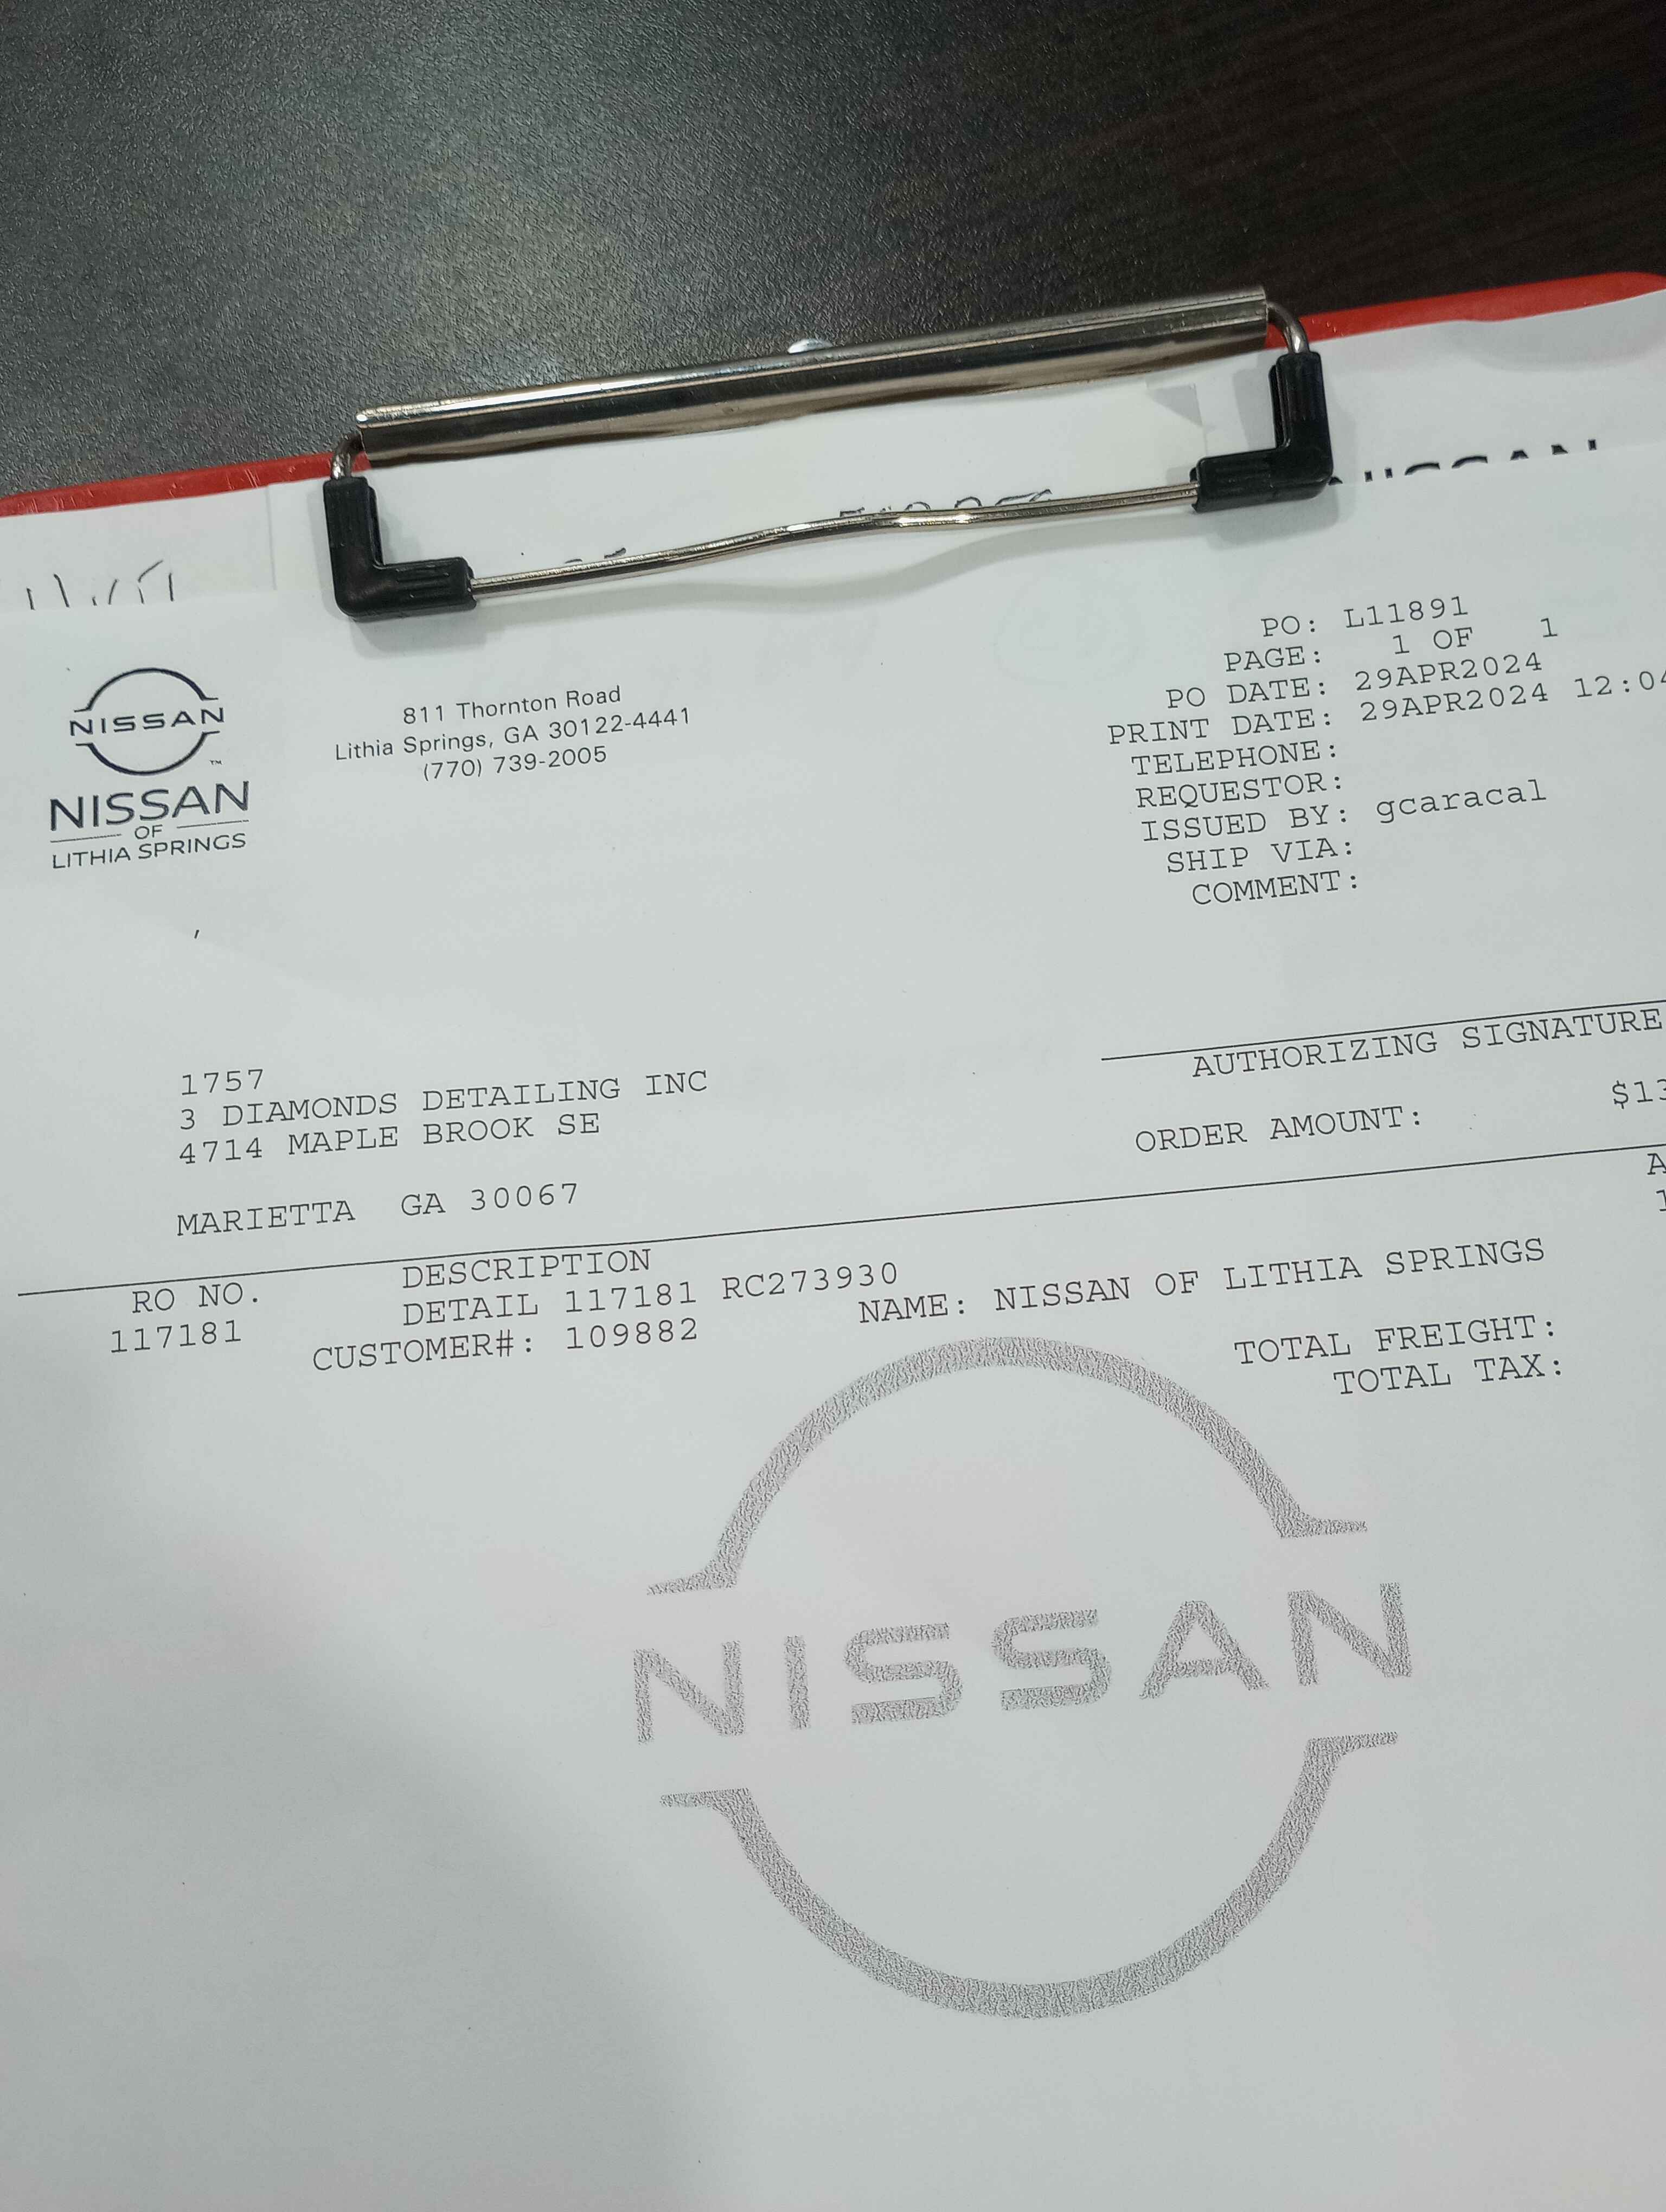 NISSAN
NISSAN
OF
LITHIA SPRINGS
811 Thornton Road
Lithia Springs, GA 30122-4441
(770) 739-2005
PO: L11891
PAGE: 1 OF 1
PO DATE: 29APR2024
PRINT DATE: 29APR2024 12:04
TELEPHONE:
REQUESTOR:
ISSUED BY: gcaracal
SHIP VIA:
COMMENT:
1757
3 DIAMONDS DETAILING INC
4714 MAPLE BROOK SE
MARIETTA GA 30067
AUTHORIZING SIGNATURE
ORDER AMOUNT: $13
RO NO. DESCRIPTION
117181 DETAIL 117181 RC273930
CUSTOMER#: 109882 NAME: NISSAN OF LITHIA SPRINGS
TOTAL FREIGHT:
TOTAL TAX:
NISSAN